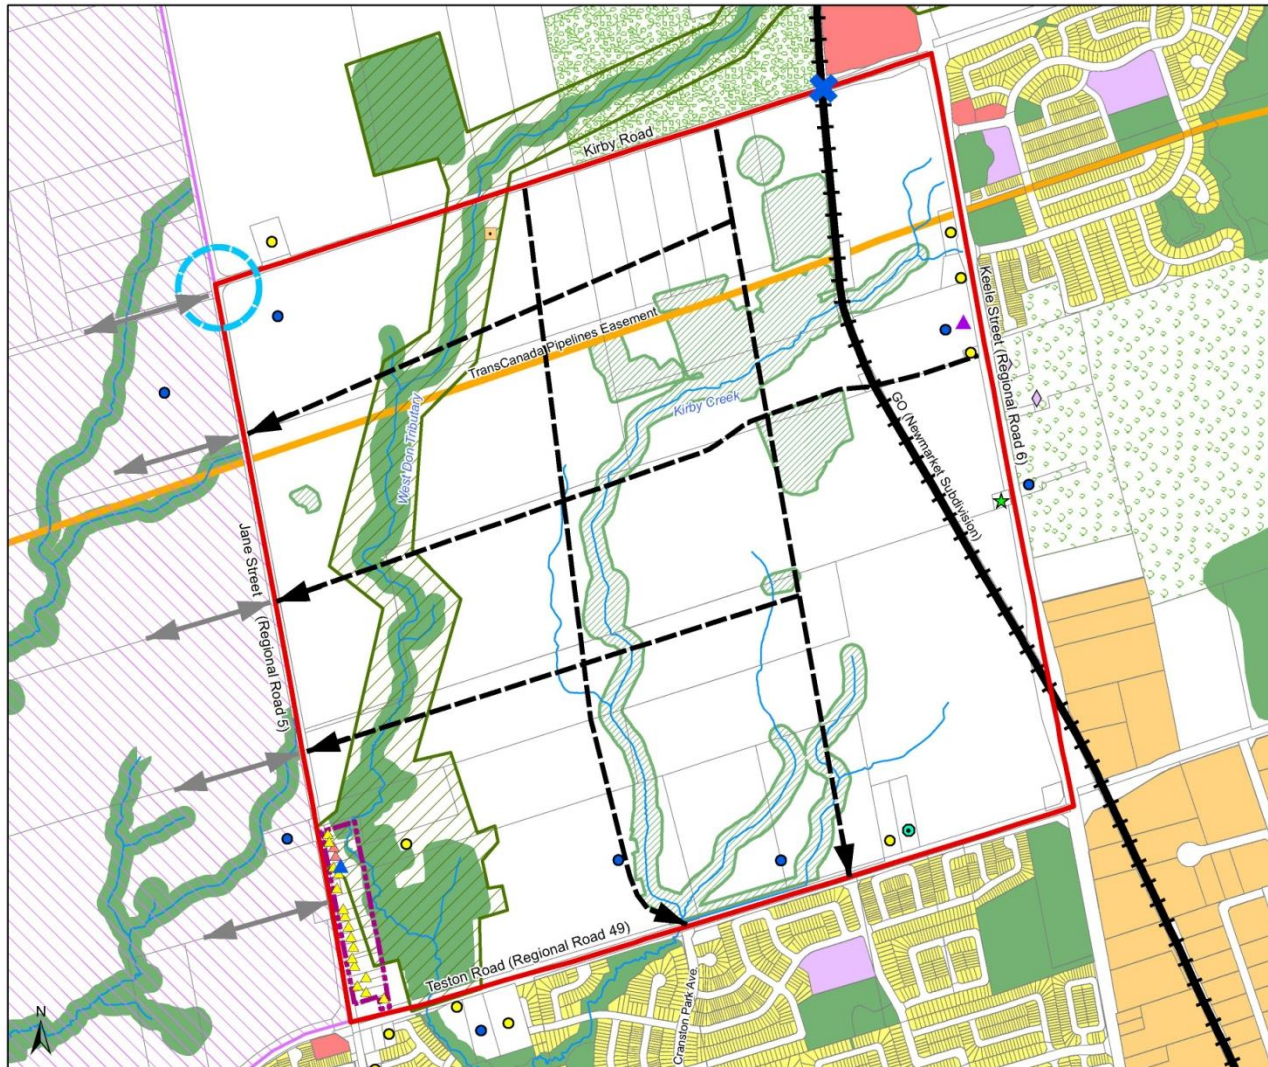 Kirby Road
TransCanada Pipelines Easement
Keele Street (Regional Road 6)
Kirby Creek
West Don Tributary
GO (Newmarket Subdivision)
Jane Street (Regional Road 5)
Teston Road (Regional Road 49)
Cranston Park Ave.
N